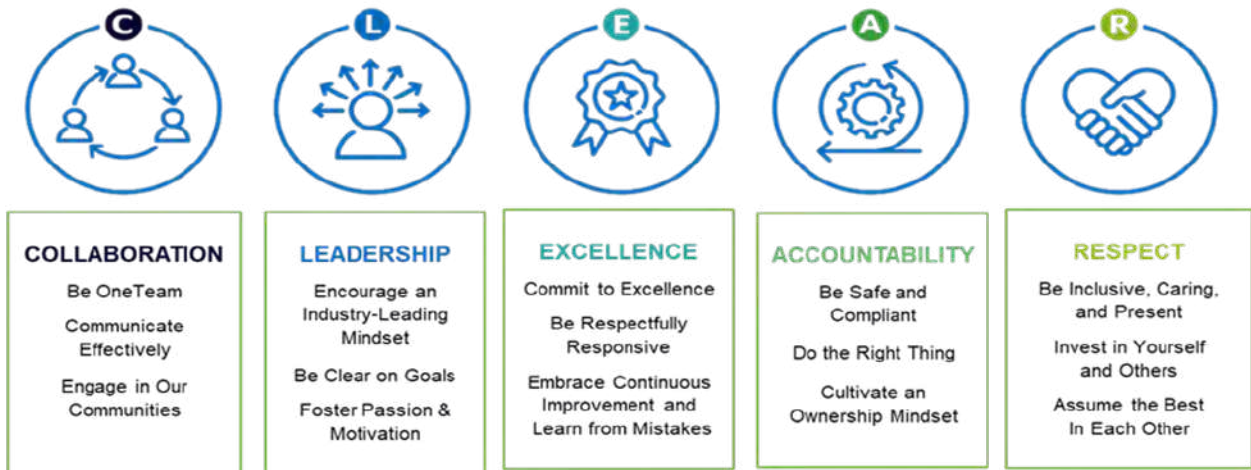 C
L
E
A
R
COLLABORATION
Be OneTeam
Communicate
Effectively
Engage in Our
Communities
LEADERSHIP
Encourage an
Industry-Leading
Mindset
Be Clear on Goals
Foster Passion &
Motivation
EXCELLENCE
Commit to Excellence
Be Respectfully
Responsive
Embrace Continuous
Improvement and
Learn from Mistakes
ACCOUNTABILITY
Be Safe and
Compliant
Do the Right Thing
Cultivate an
Ownership Mindset
RESPECT
Be Inclusive, Caring,
and Present
Invest in Yourself
and Others
Assume the Best
In Each Other